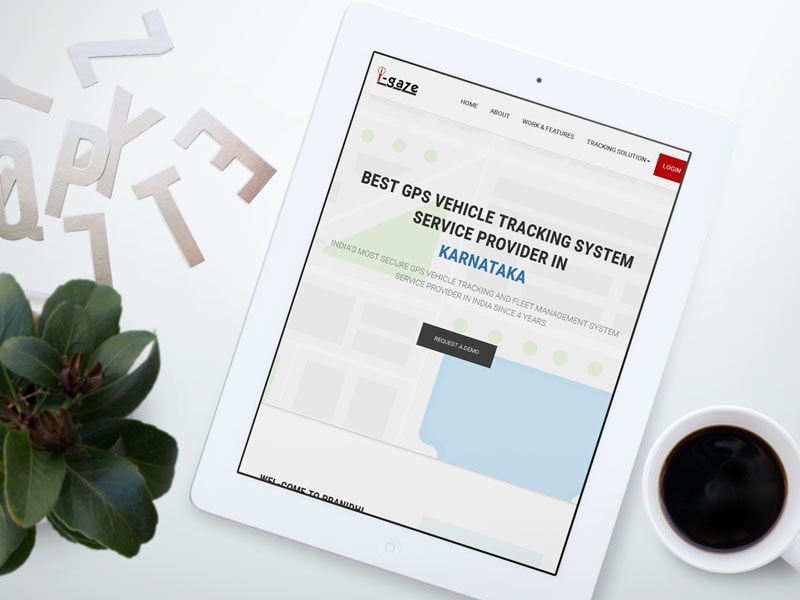 Z
Y
E
P
Q
T
i-gaze
HOME
ABOUT
WORK & FEATURES
TRACKING SOLUTION
LOGIN
BEST GPS VEHICLE TRACKING SYSTEM
SERVICE PROVIDER IN
KARNATAKA
INDIA'S MOST SECURE GPS VEHICLE TRACKING AND FLEET MANAGEMENT SYSTEM
SERVICE PROVIDER IN INDIA SINCE 4 YEARS.
REQUEST A DEMO
WEL-COME TO PRANIDHI